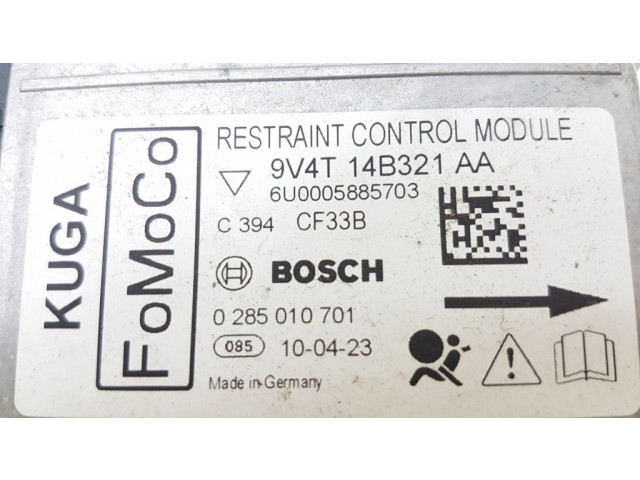 KUGA
FoMoCo
RESTRAINT CONTROL MODULE
9V4T 14B321 AA
6U0005885703
C 394 CF33B
BOSCH
0 285 010 701
085 10-04-23
Made in Germany